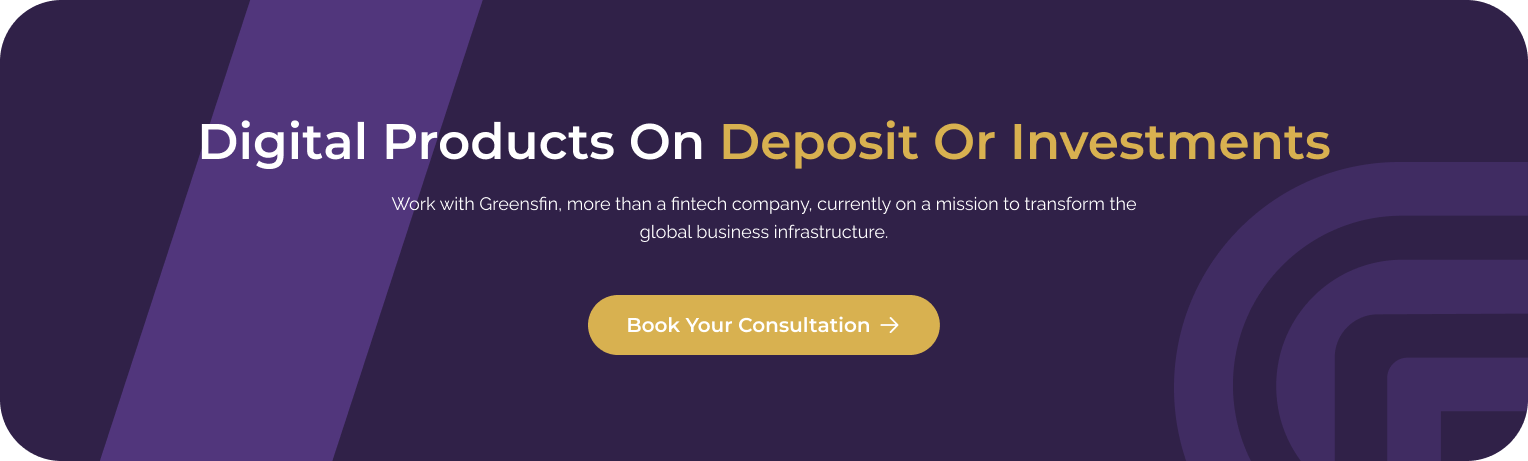 Digital Products On Deposit Or Investments
Work with Greensfin, more than a fintech company, currently on a mission to transform the
global business infrastructure.
Book Your Consultation →